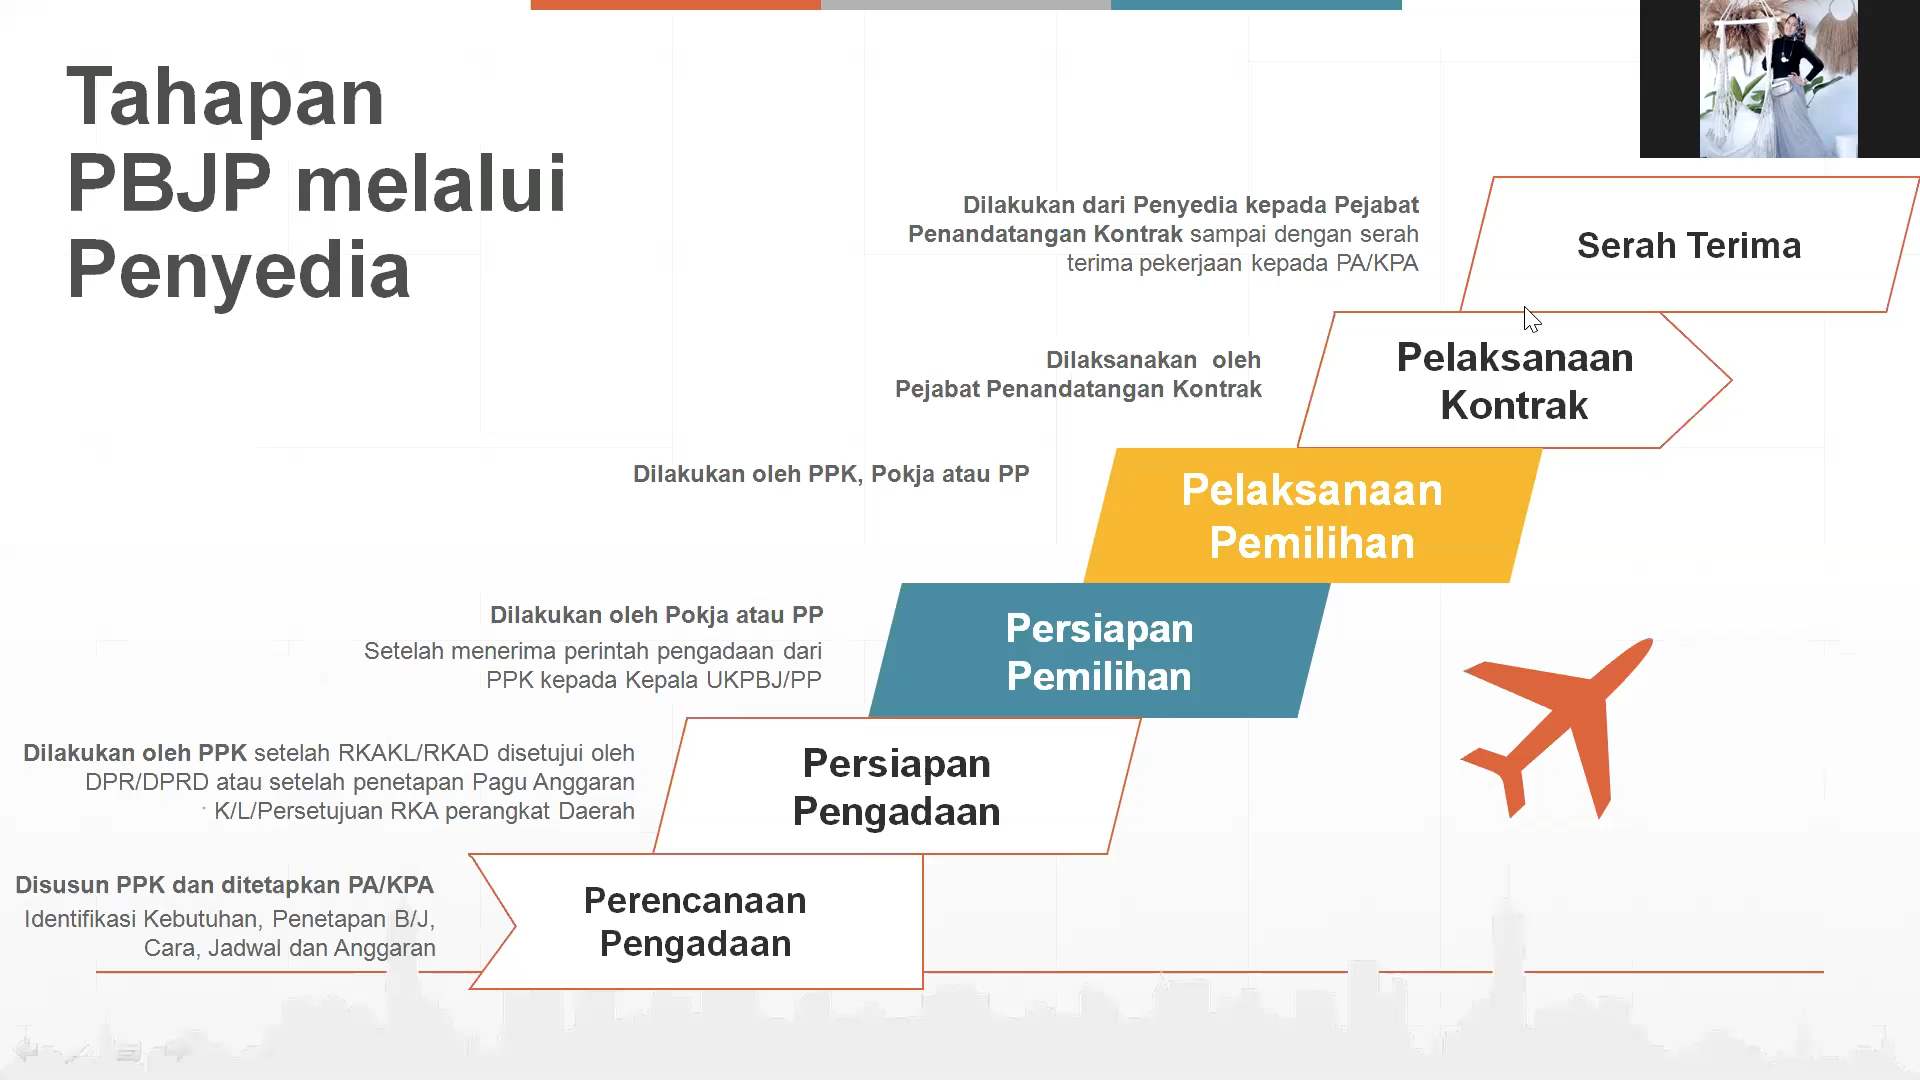 Tahapan
PBJP melalui
Penyedia
Dilakukan dari Penyedia kepada Pejabat
Penandatangan Kontrak sampai dengan serah
terima pekerjaan kepada PA/KPA
Serah Terima
Dilaksanakan oleh
Pejabat Penandatangan Kontrak
Pelaksanaan
Kontrak
Dilakukan oleh PPK, Pokja atau PP
Pelaksanaan
Pemilihan
Dilakukan oleh Pokja atau PP
Setelah menerima perintah pengadaan dari
PPK kepada Kepala UKPBJ/PP
Persiapan
Pemilihan
Dilakukan oleh PPK setelah RKAKL/RKAD disetujui oleh
DPR/DPRD atau setelah penetapan Pagu Anggaran
K/L/Persetujuan RKA perangkat Daerah
Persiapan
Pengadaan
Disusun PPK dan ditetapkan PA/KPA
Identifikasi Kebutuhan, Penetapan B/J,
Cara, Jadwal dan Anggaran
Perencanaan
Pengadaan